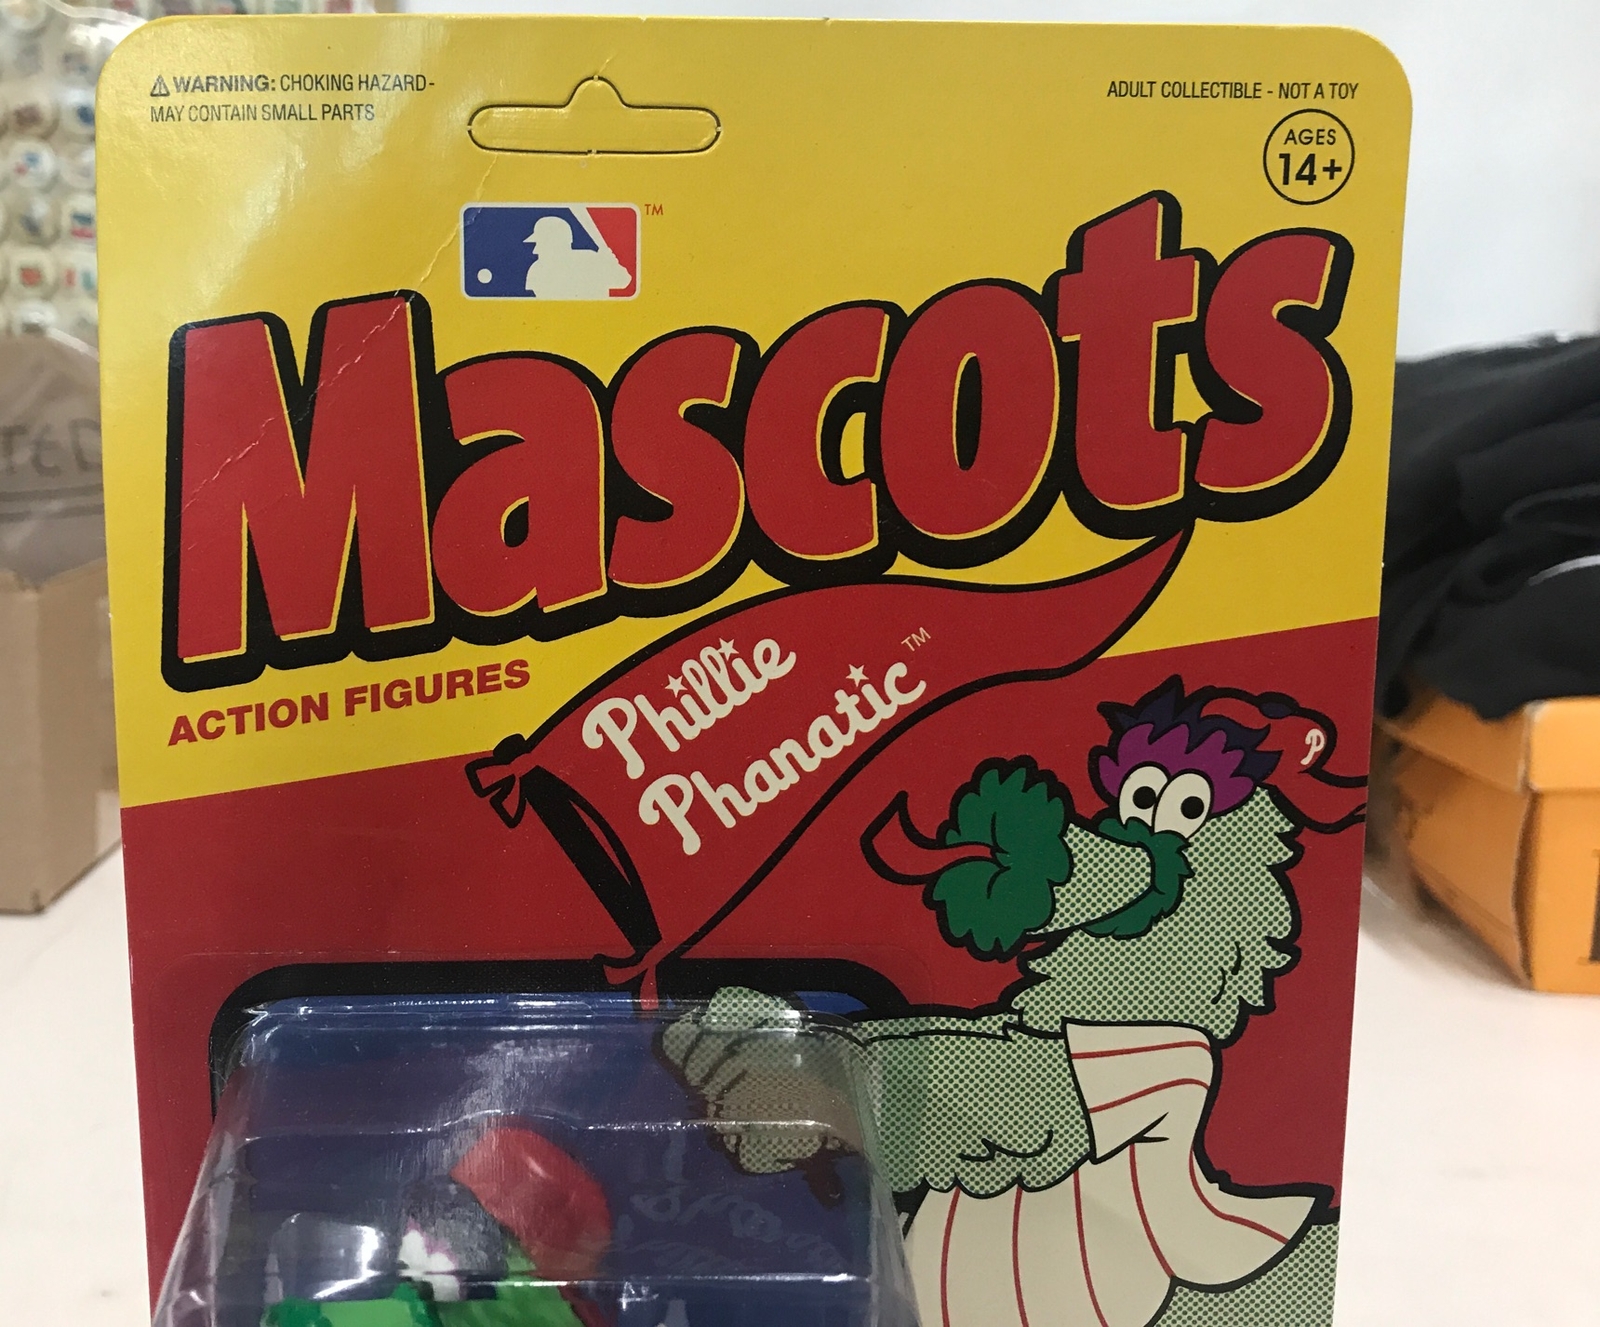 ⚠ WARNING: CHOKING HAZARD-
MAY CONTAIN SMALL PARTS
ADULT COLLECTIBLE - NOT A TOY
AGES
14+
TM
Mascots
ACTION FIGURES
Phillie
Phanatic TM
P